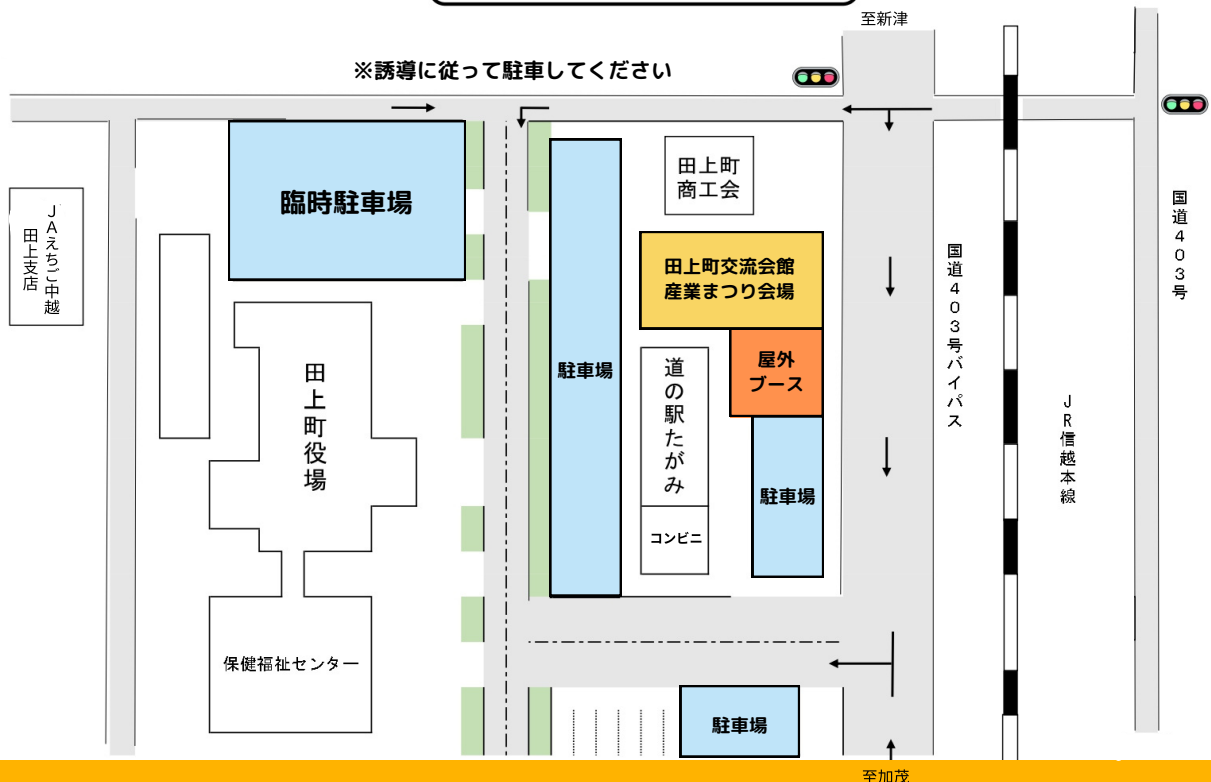 至新津
※誘導に従って駐車してください
臨時駐車場
田上町
商工会
JAえちご中越
田上支店
田上町交流会館
産業まつり会場
国道403号
国道403号バイパス
屋外
ブース
駐車場
道の駅たがみ
田上町役場
JR信越本線
駐車場
コンビニ
保健福祉センター
駐車場
至加茂